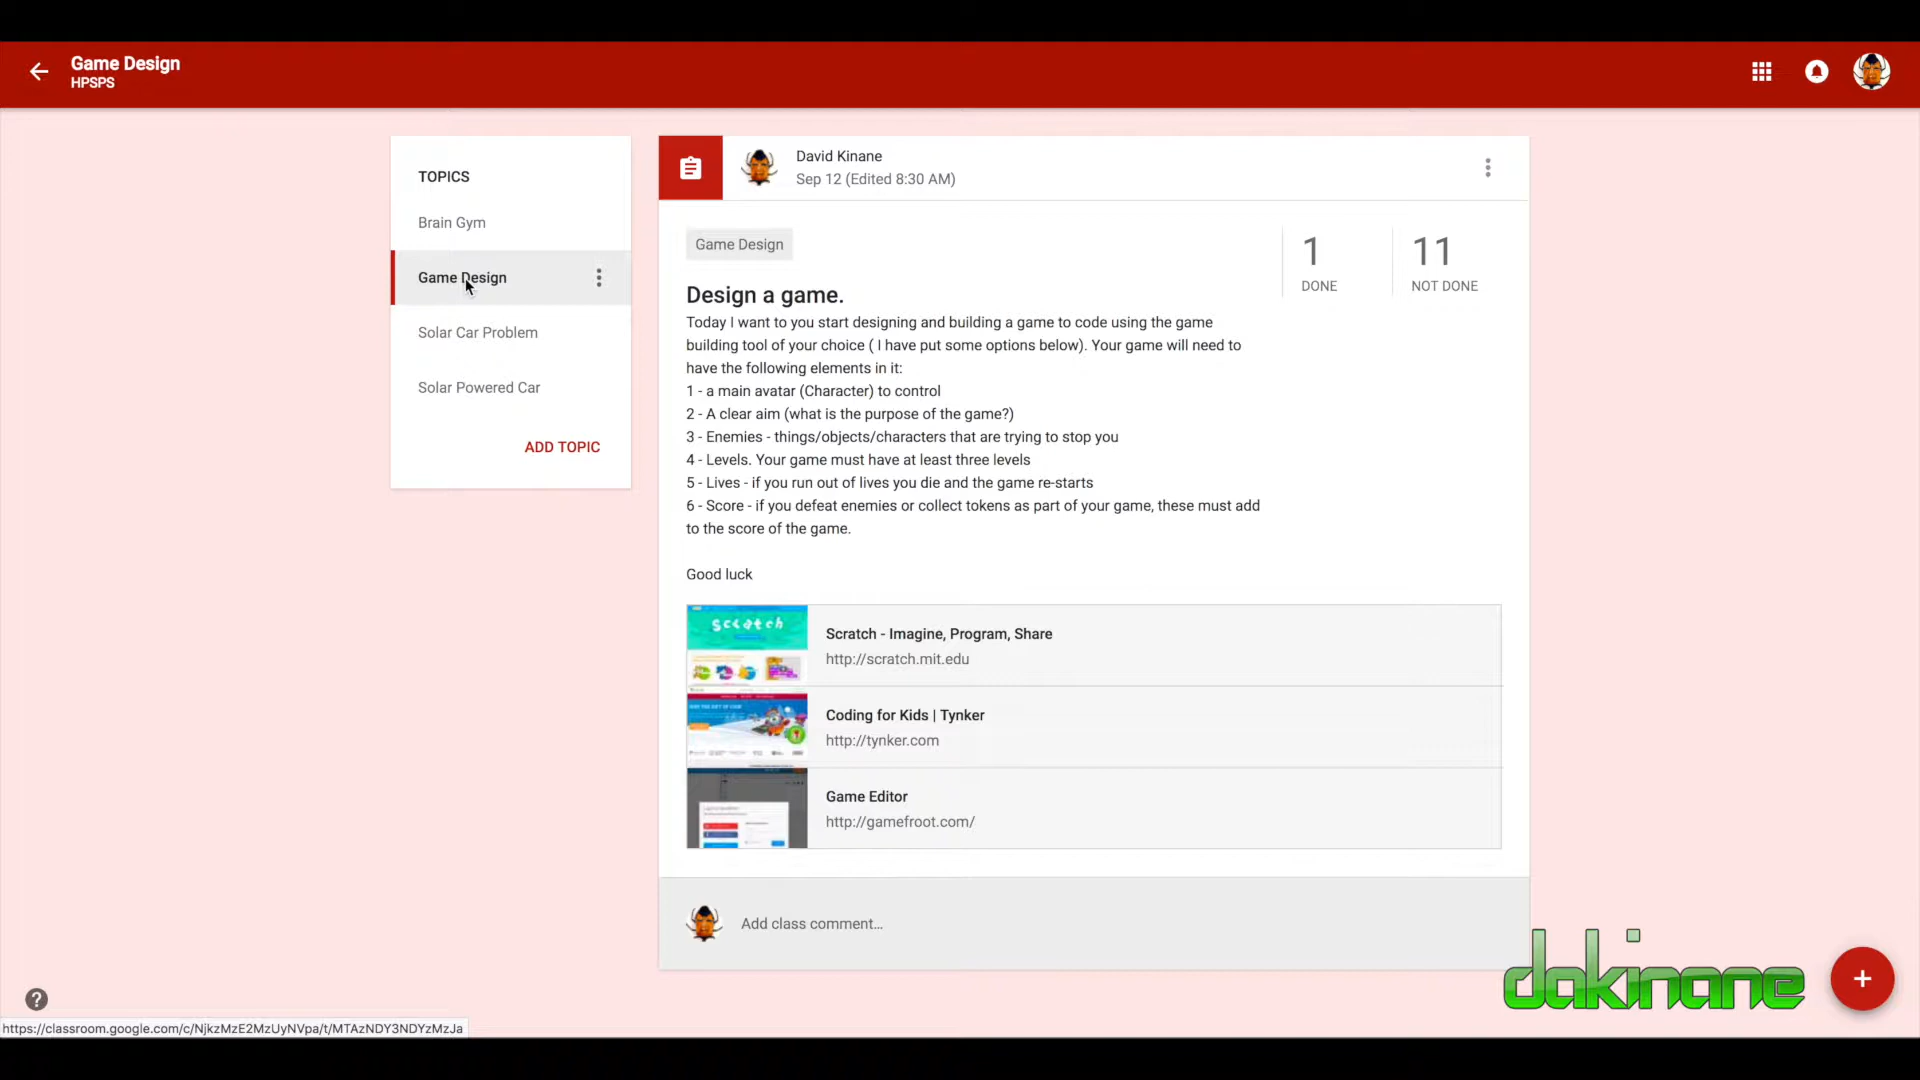 Game Design
HPSPS
TOPICS
Brain Gym
Game Design
Solar Car Problem
Solar Powered Car
ADD TOPIC
David Kinane
Sep 12 (Edited 8:30 AM)
Game Design
1
DONE
11
NOT DONE
Design a game.
Today I want to you start designing and building a game to code using the game
building tool of your choice ( I have put some options below). Your game will need to
have the following elements in it:
1 - a main avatar (Character) to control
2 - A clear aim (what is the purpose of the game?)
3 - Enemies - things/objects/characters that are trying to stop you
4 - Levels. Your game must have at least three levels
5 - Lives - if you run out of lives you die and the game re-starts
6 - Score - if you defeat enemies or collect tokens as part of your game, these must add
to the score of the game.
Good luck
scratch
Scratch - Imagine, Program, Share
http://scratch.mit.edu
Coding for Kids | Tynker
http://tynker.com
Game Editor
http://gamefroot.com/
Add class comment…
dakinane
https://classroom.google.com/c/NjkzMzE2MzUyNVpa/t/MTAzNDY3NDYzMzJa